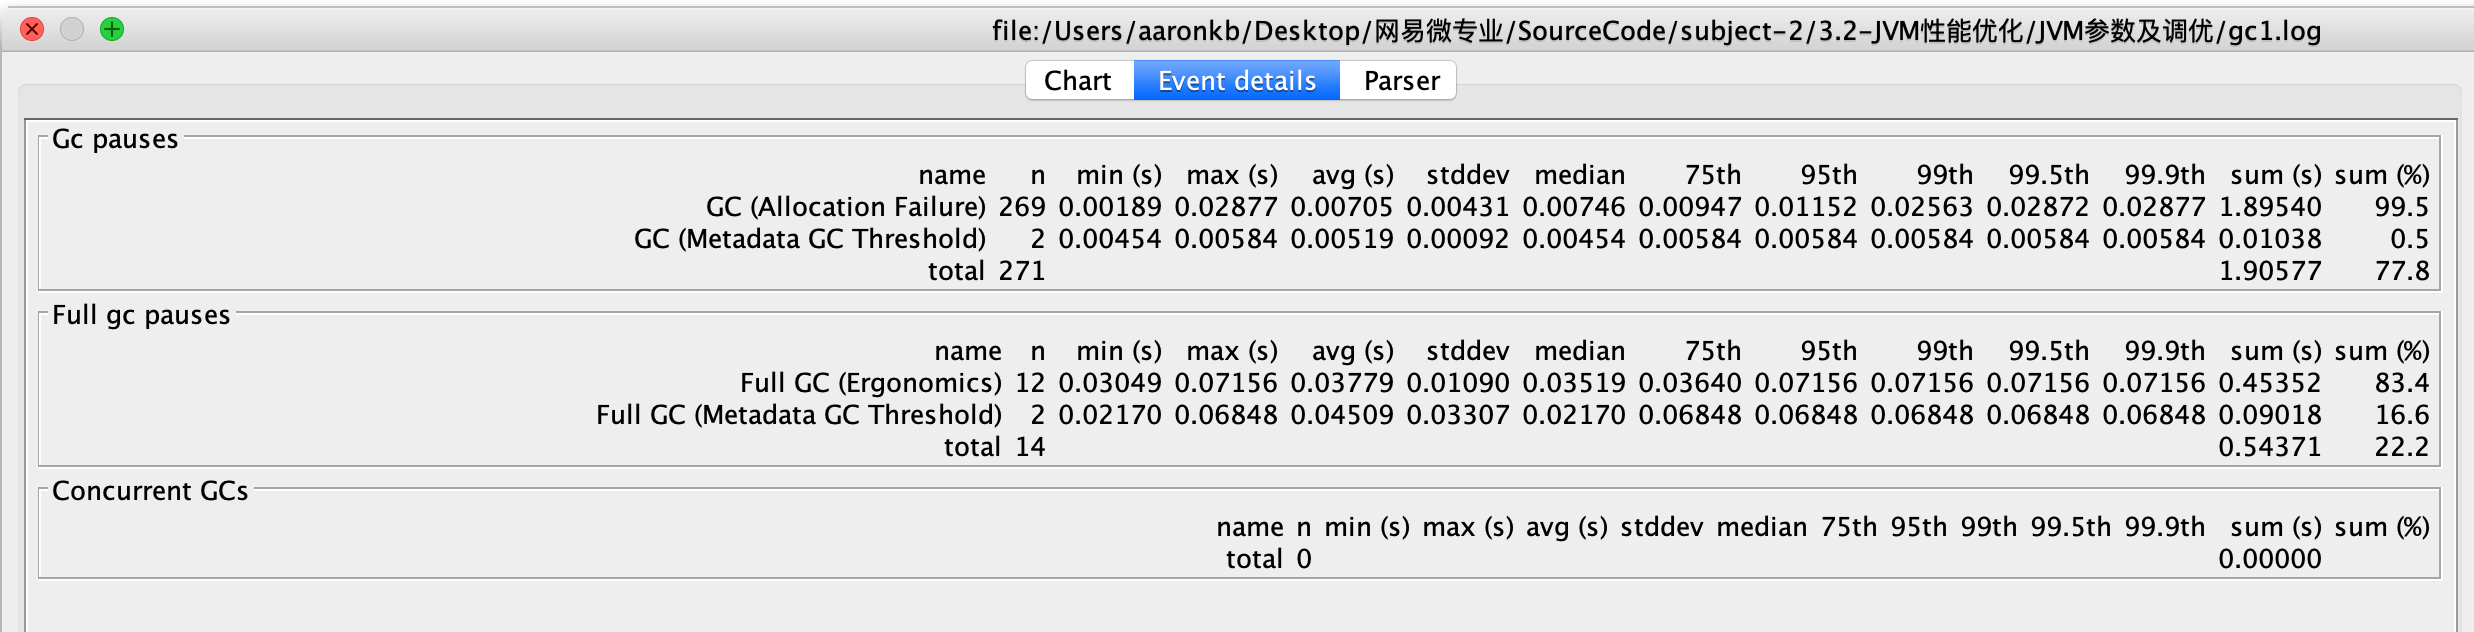 file:/Users/aaronkb/Desktop/网易微专业/SourceCode/subject-2/3.2-JVM性能优化/JVM参数及调优/gc1.log
Chart Event details Parser
Gc pauses
name n min (s) max (s) avg (s) stddev median 75th 95th 99th 99.5th 99.9th sum (s) sum (%)
GC (Allocation Failure) 269 0.00189 0.02877 0.00705 0.00431 0.00746 0.00947 0.01152 0.02563 0.02872 0.02877 1.89540 99.5
GC (Metadata GC Threshold) 2 0.00454 0.00584 0.00519 0.00092 0.00454 0.00584 0.00584 0.00584 0.00584 0.00584 0.01038 0.5
total 271 1.90577 77.8
Full gc pauses
name n min (s) max (s) avg (s) stddev median 75th 95th 99th 99.5th 99.9th sum (s) sum (%)
Full GC (Ergonomics) 12 0.03049 0.07156 0.03779 0.01090 0.03519 0.03640 0.07156 0.07156 0.07156 0.07156 0.45352 83.4
Full GC (Metadata GC Threshold) 2 0.02170 0.06848 0.04509 0.03307 0.02170 0.06848 0.06848 0.06848 0.06848 0.06848 0.09018 16.6
total 14 0.54371 22.2
Concurrent GCs
name n min (s) max (s) avg (s) stddev median 75th 95th 99th 99.5th 99.9th sum (s) sum (%)
total 0 0.00000